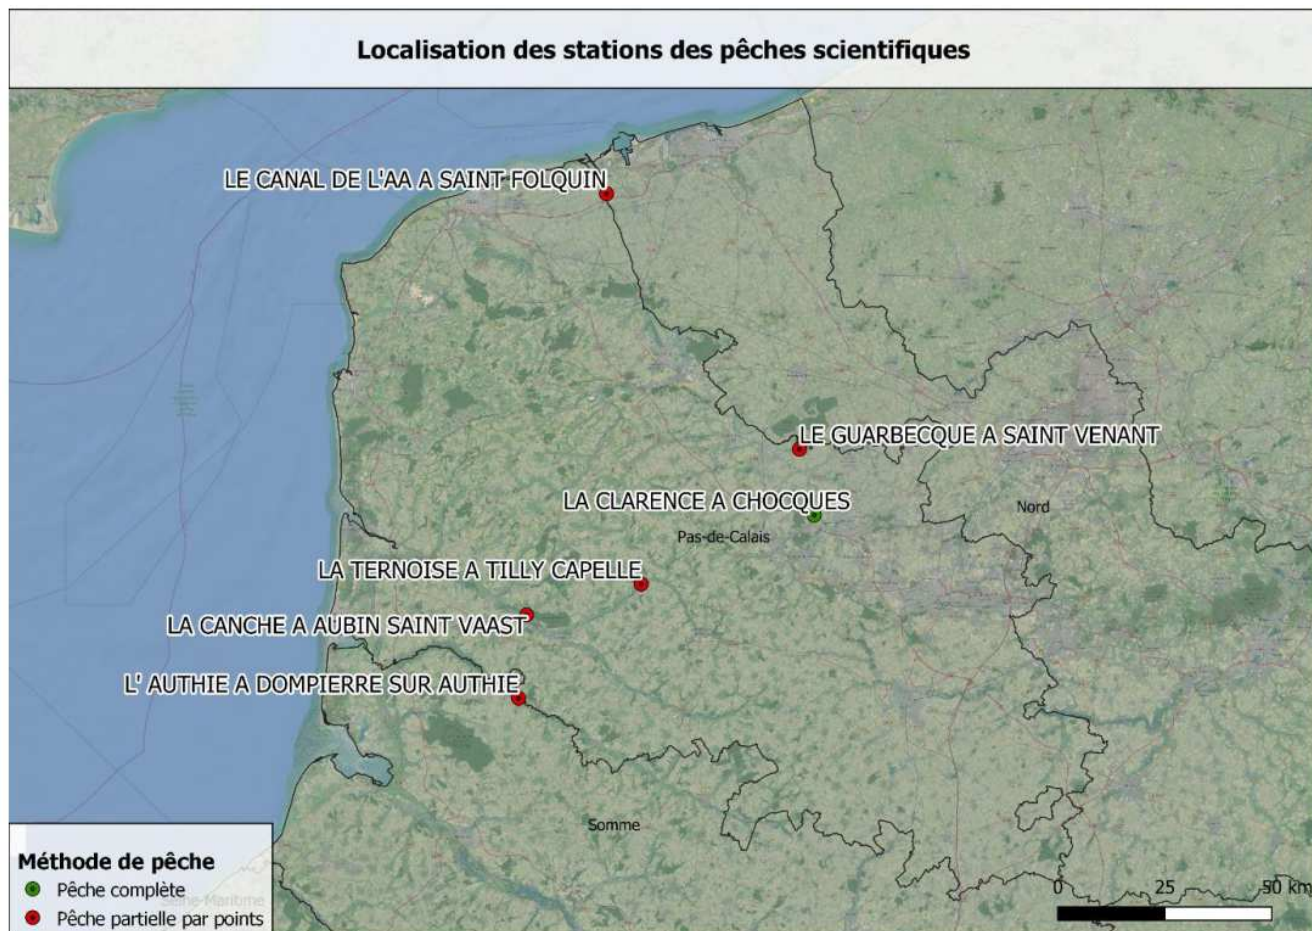 Localisation des stations des pêches scientifiques
LE CANAL DE L'AA A SAINT FOLQUIN
LE GUARBECQUE A SAINT VENANT
LA CLARENCE A CHOCQUES
Nord
Pas-de-Calais
LA TERNOISE A TILLY CAPELLE
LA CANCHE A AUBIN SAINT VAAST
L' AUTHIE A DOMPIERRE SUR AUTHIE
Somme
Méthode de pêche
Pêche complète
Seine-Maritime
Pêche partielle par points
0 25 50 km